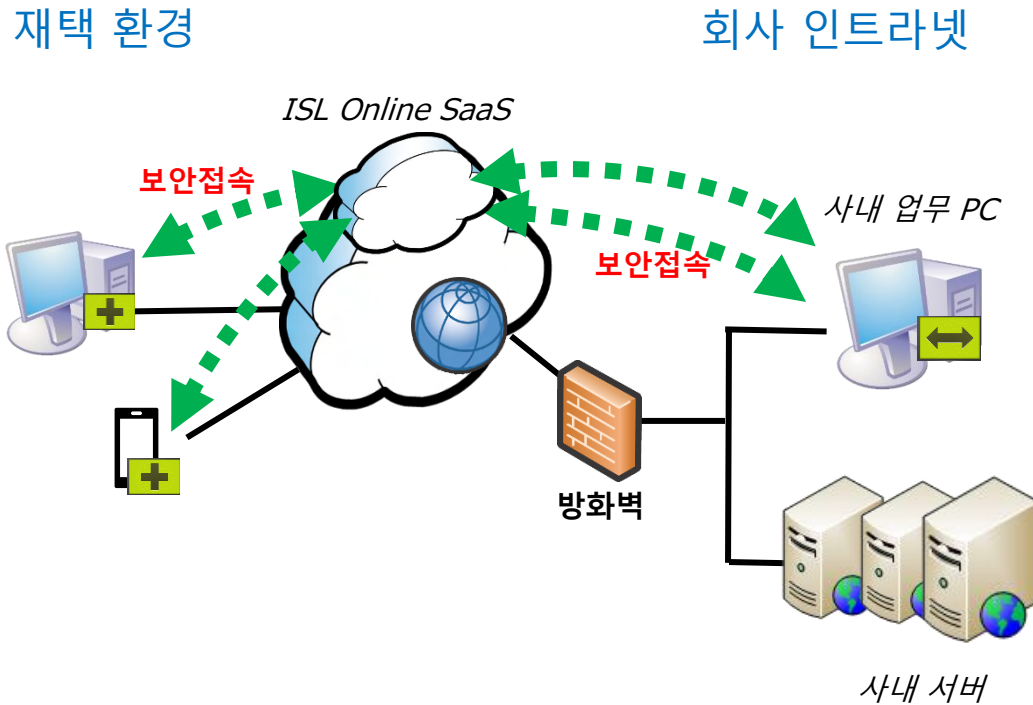 재택 환경
회사 인트라넷
ISL Online SaaS
보안접속
사내 업무 PC
보안접속
방화벽
사내 서버